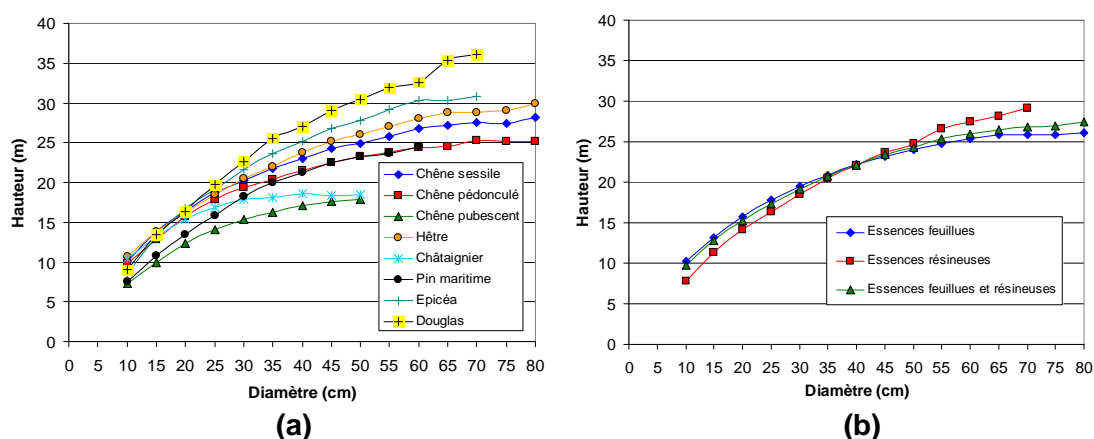 40
35
30
25
20
15
10
5
0
Hauteur (m)
0 5 10 15 20 25 30 35 40 45 50 55 60 65 70 75 80
Diamètre (cm)
Chêne sessile
Chêne pédonculé
Chêne pubescent
Hêtre
Châtaignier
Pin maritime
Epicéa
Douglas
(a)
40
35
30
25
20
15
10
5
0
Hauteur (m)
0 5 10 15 20 25 30 35 40 45 50 55 60 65 70 75 80
Diamètre (cm)
Essences feuillues
Essences résineuses
Essences feuillues et résineuses
(b)